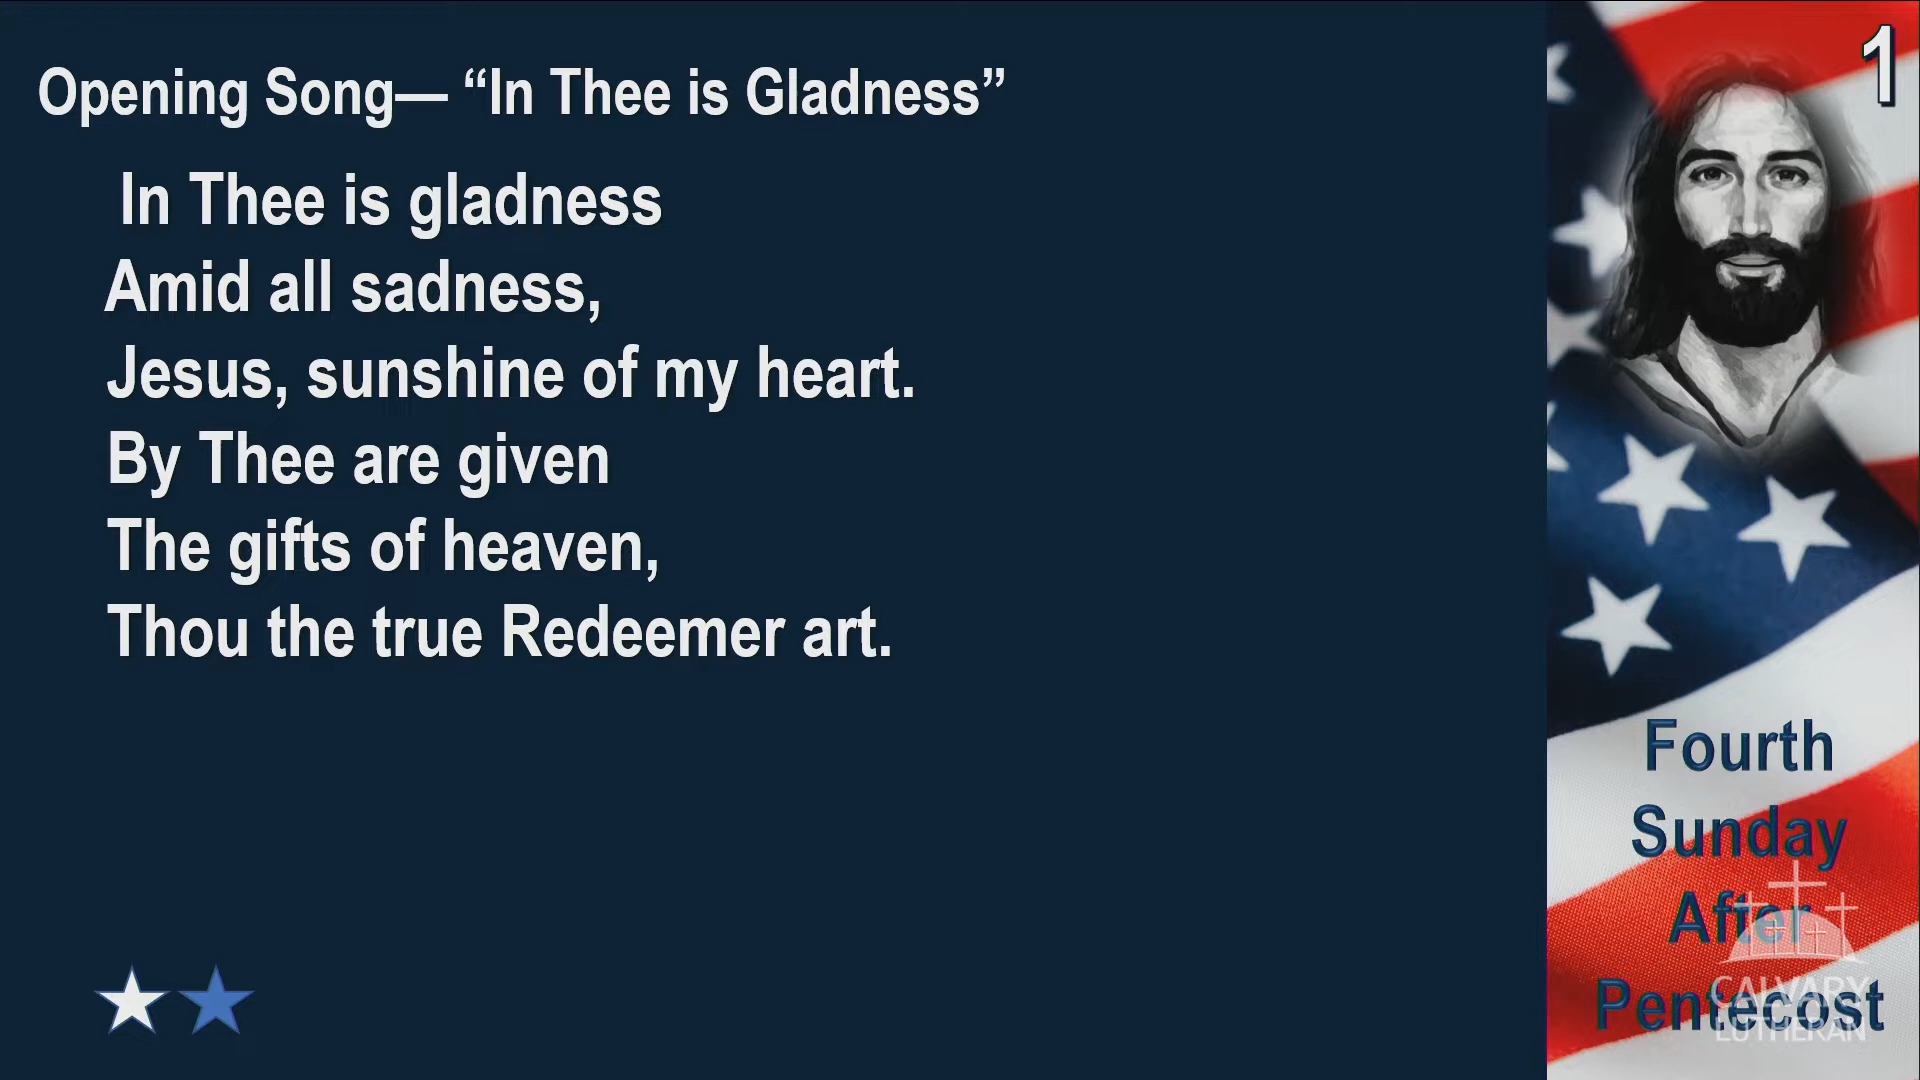 Opening Song— “In Thee is Gladness”
In Thee is gladness
Amid all sadness,
Jesus, sunshine of my heart.
By Thee are given
The gifts of heaven,
Thou the true Redeemer art.
1
Fourth
Sunday
After
Pentecost
CALVARY
LUTHERAN